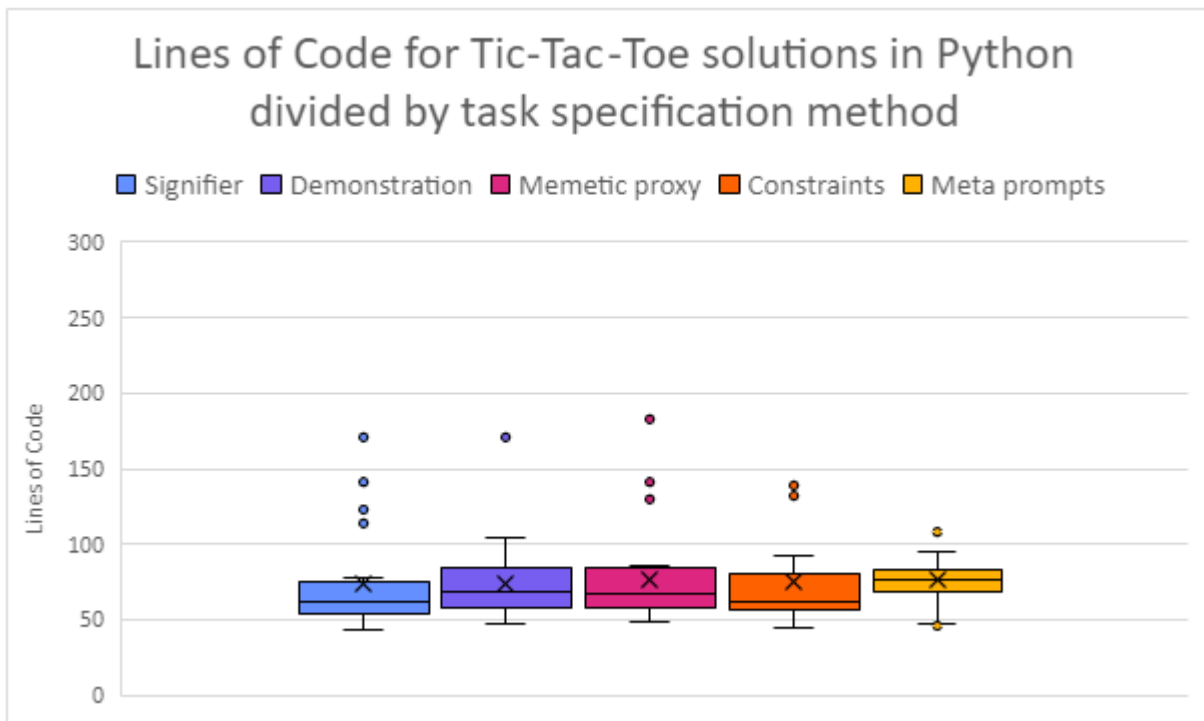 Lines of Code for Tic-Tac-Toe solutions in Python
divided by task specification method
Signifier Demonstration Memetic proxy Constraints Meta prompts
300
250
200
150
100
50
0
Lines of Code